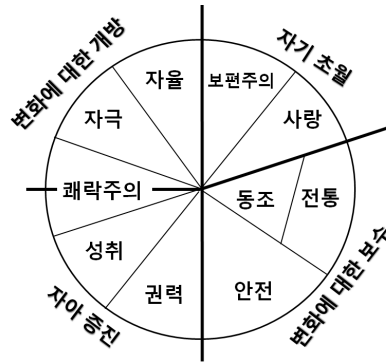 변화에 대한 개방
자기 초월
자율
보편주의
자극
사랑
쾌락주의
동조
전통
성취
권력
안전
자아 증진
변화에 대한 보수